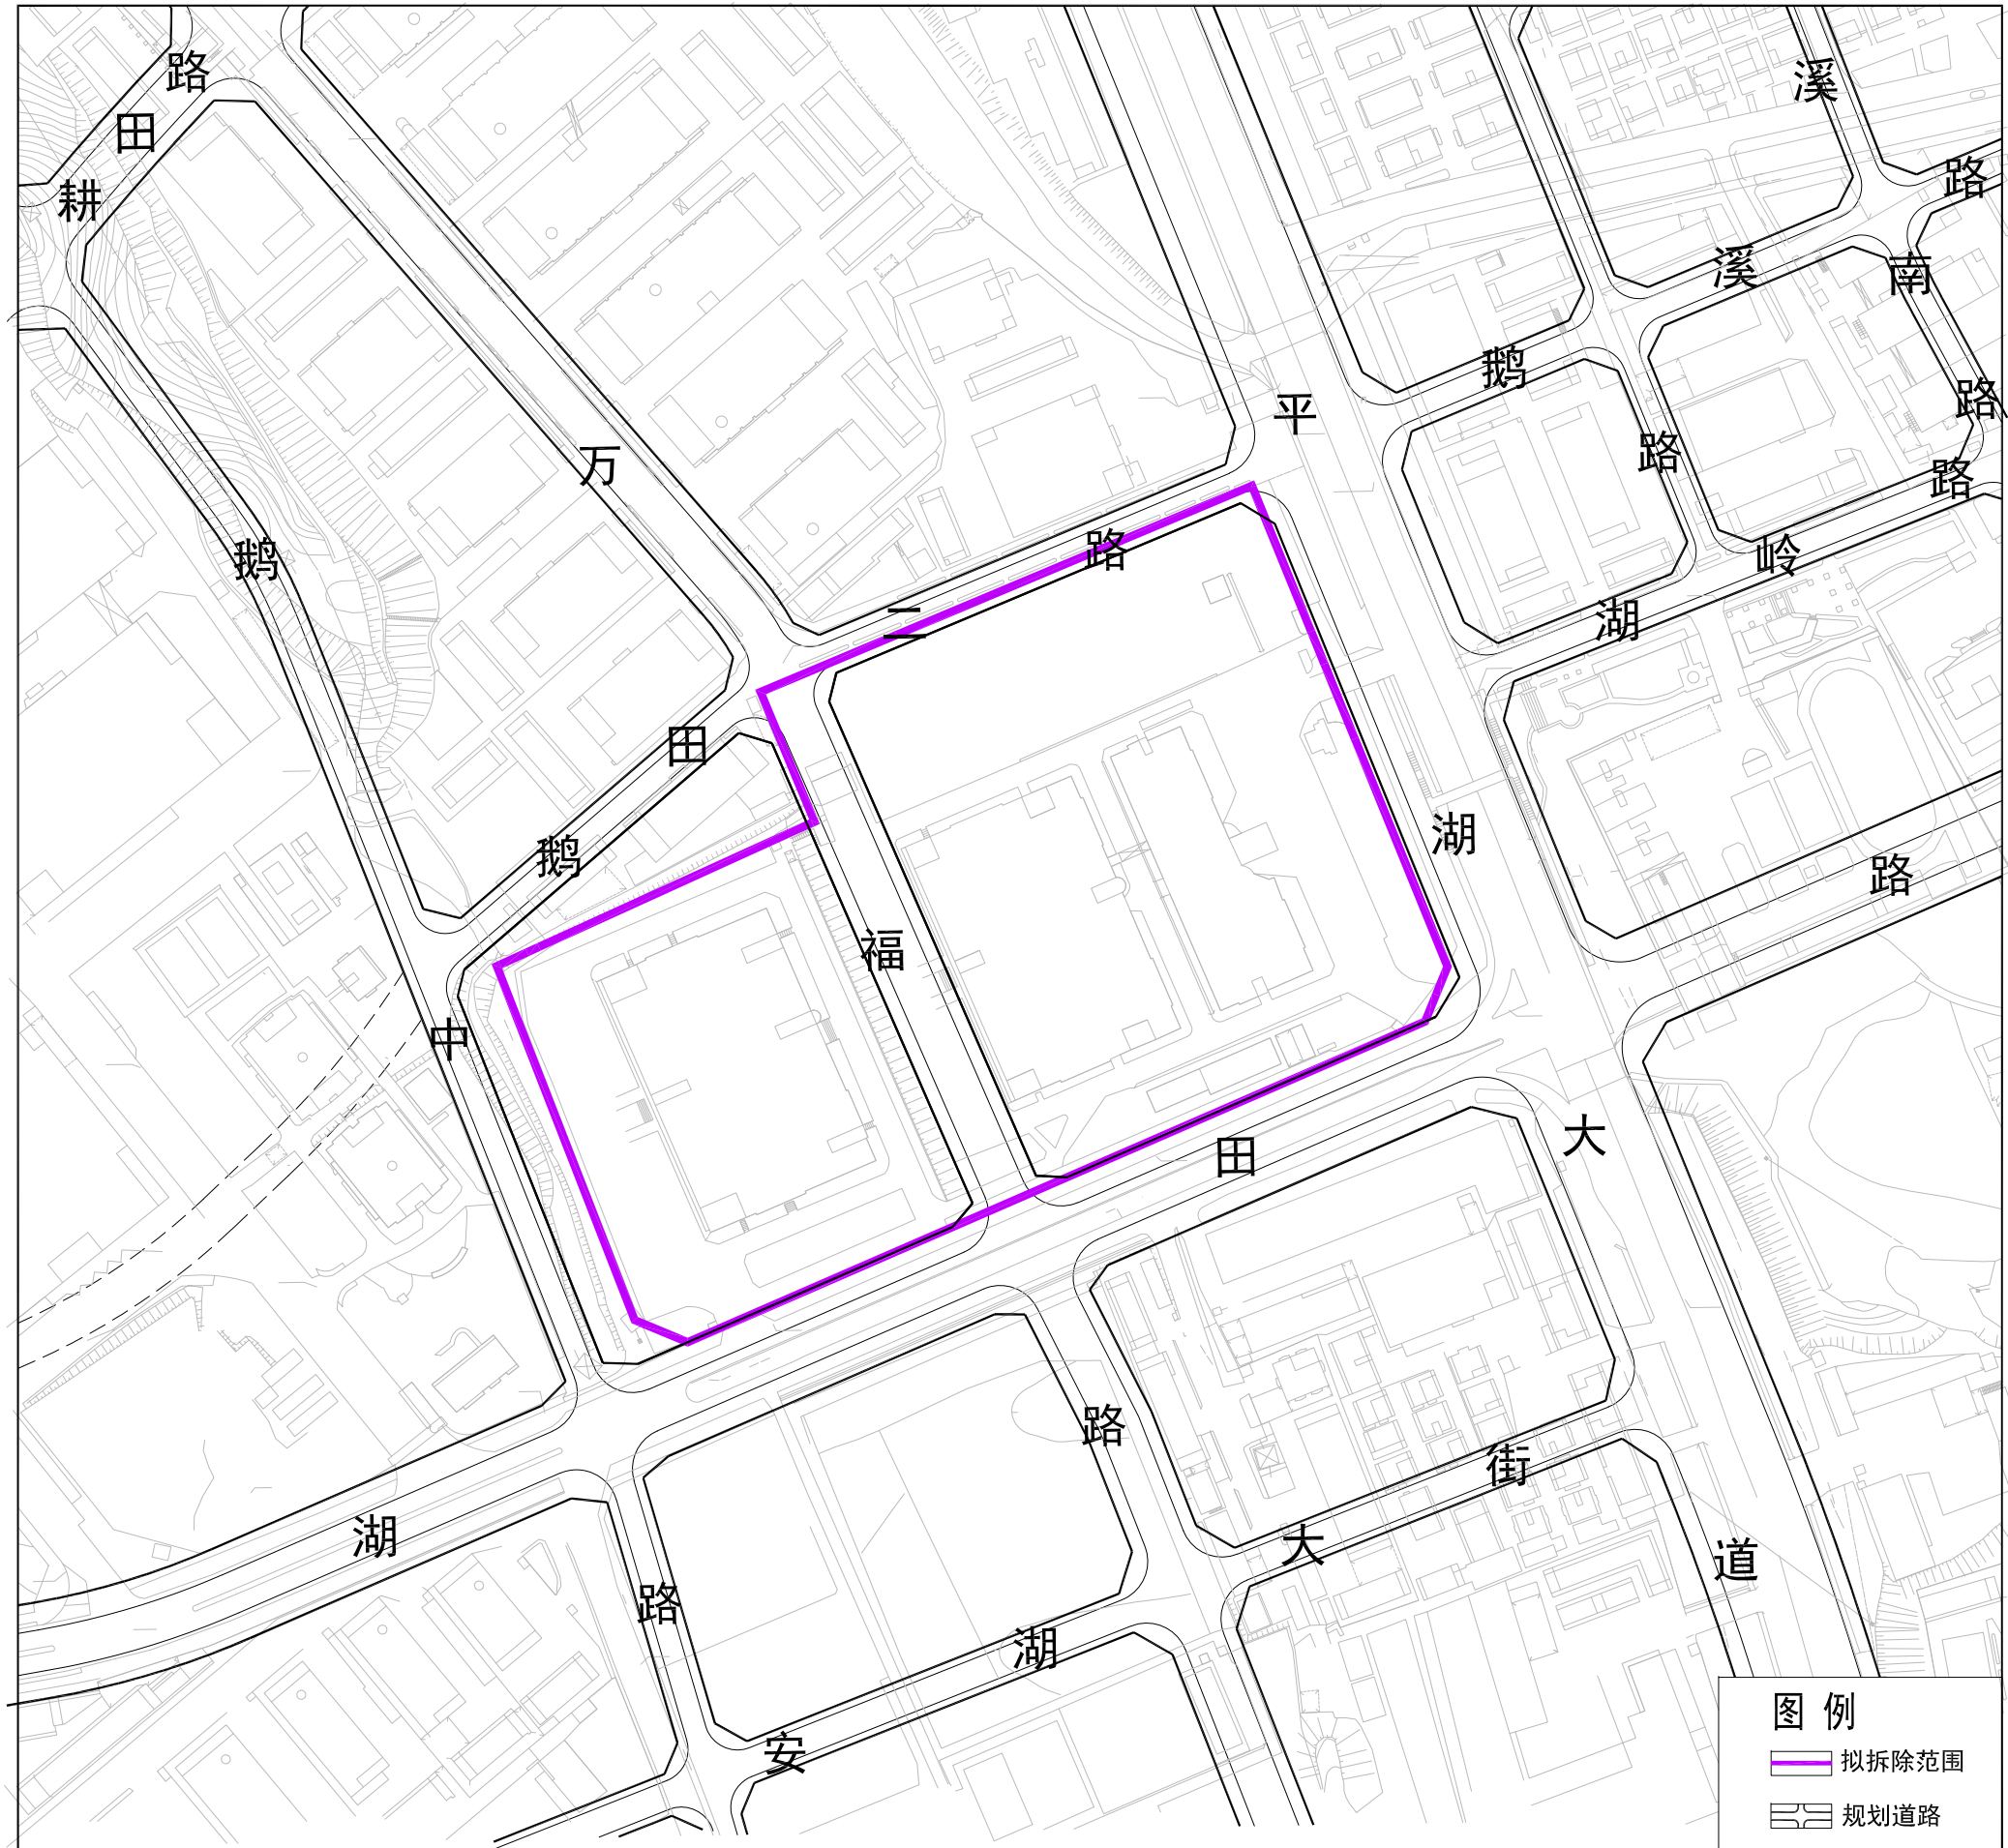 耕田路
万福路
鹅中路
鹅田二路
平湖大道
鹅溪路
溪南路
路
湖岭路
湖田路
安湖大街
图 例
拟拆除范围
规划道路